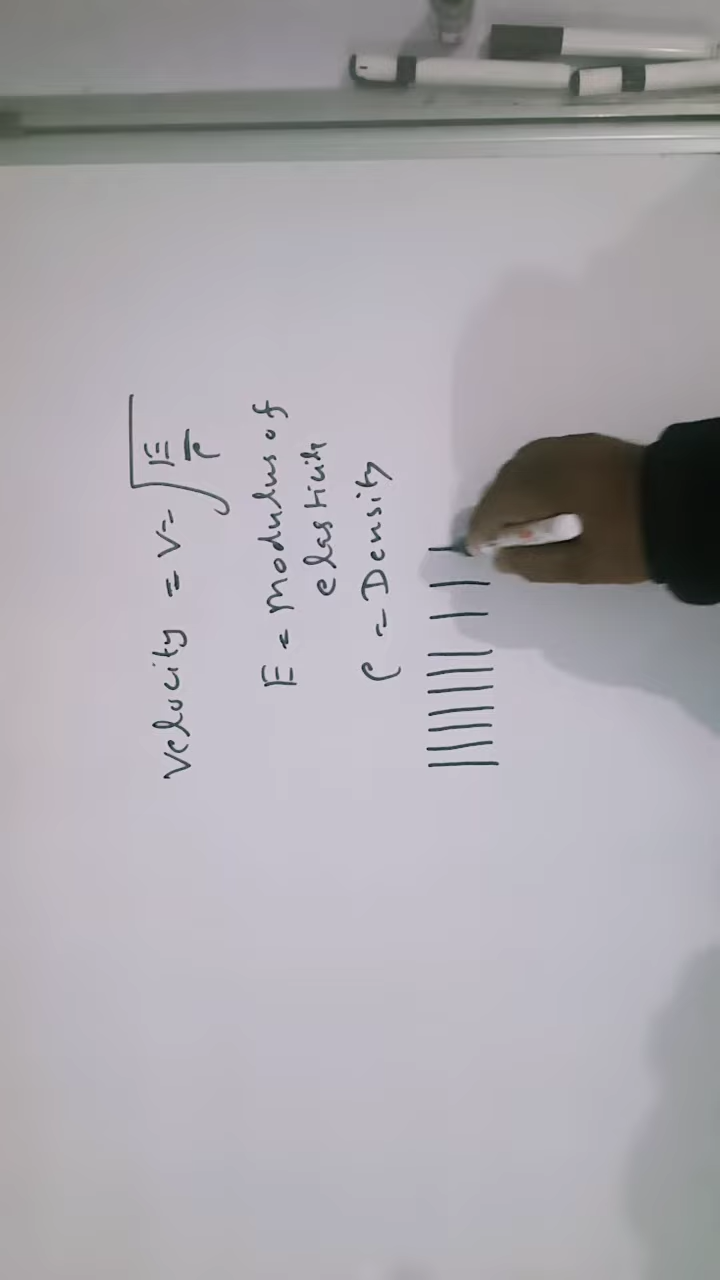 Velocity = V = √E/ρ
E = Modulus of
elasticity
ρ = Density